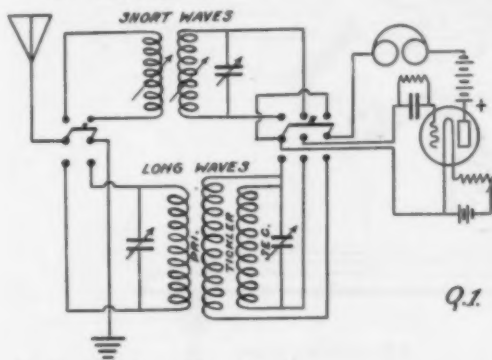 SHORT WAVES
+
LONG WAVES
PRI.
TICKLER
SEC.
Q.1.